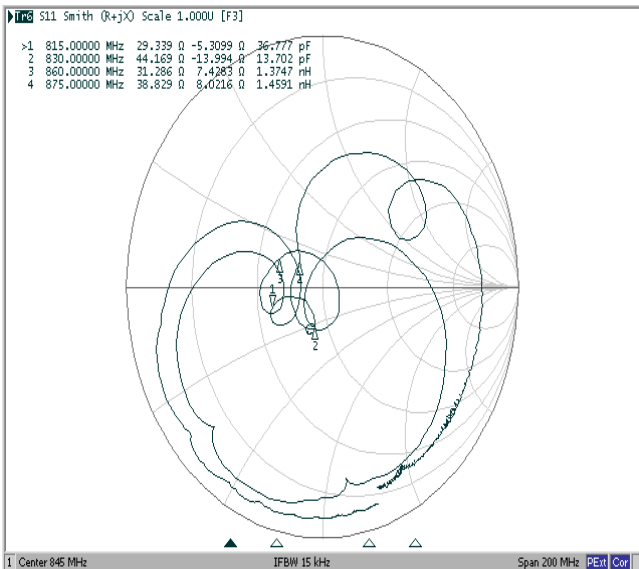 Tr6 S11 Smith (R+jX) Scale 1.000U [F3]
>1 815.00000 MHz 29.339 Ω -5.3099 Ω 36.777 pF
2 830.00000 MHz 44.169 Ω -13.994 Ω 13.702 pF
3 860.00000 MHz 31.286 Ω 7.4283 Ω 1.3747 nH
4 875.00000 MHz 38.829 Ω 8.0216 Ω 1.4591 nH
3
4
1
2
1 Center 845 MHz IFBW 15 kHz Span 200 MHz PExt Cor